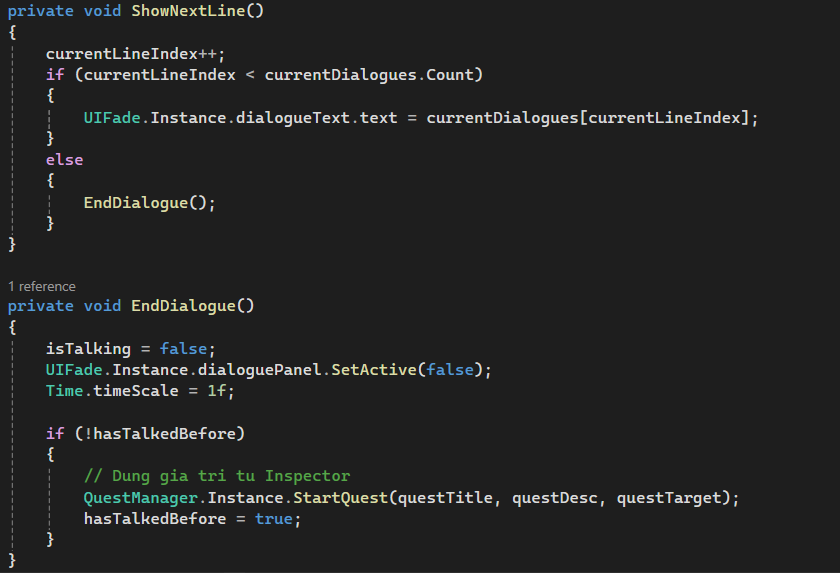 private void ShowNextLine()
{
    currentLineIndex++;
    if (currentLineIndex < currentDialogues.Count)
    {
        UIFade.Instance.dialogueText.text = currentDialogues[currentLineIndex];
    }
    else
    {
        EndDialogue();
    }
}
1 reference
private void EndDialogue()
{
    isTalking = false;
    UIFade.Instance.dialoguePanel.SetActive(false);
    Time.timeScale = 1f;
    if (!hasTalkedBefore)
    {
        // Dung gia tri tu Inspector
        QuestManager.Instance.StartQuest(questTitle, questDesc, questTarget);
        hasTalkedBefore = true;
    }
}